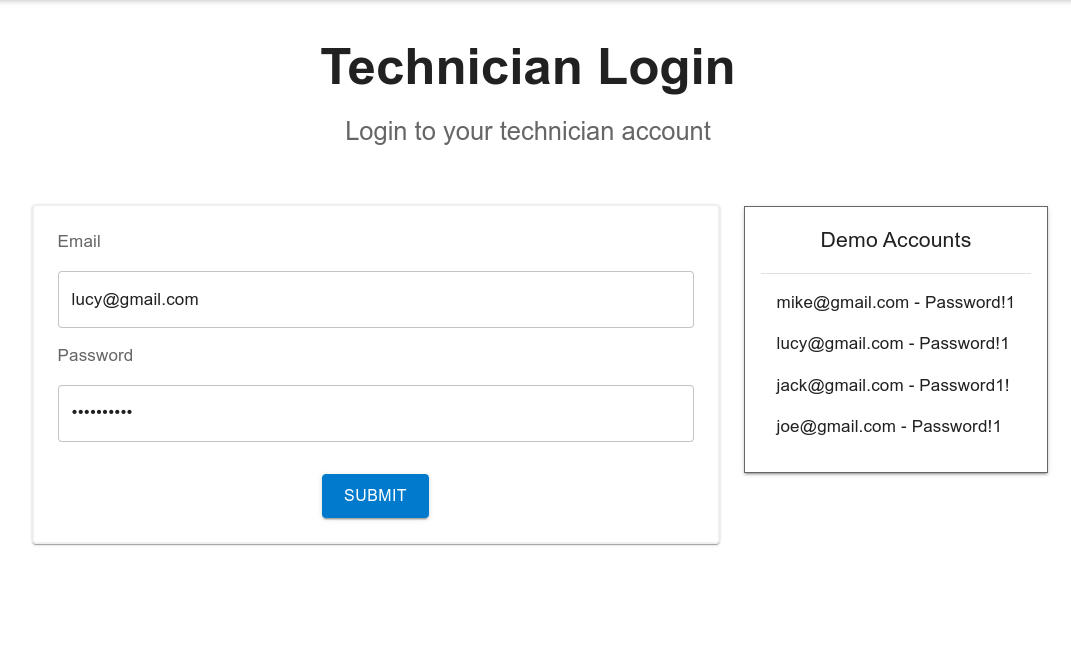 Technician Login
Login to your technician account
Email
lucy@gmail.com
Password
••••••••••
SUBMIT
Demo Accounts
mike@gmail.com - Password!1
lucy@gmail.com - Password!1
jack@gmail.com - Password1!
joe@gmail.com - Password!1